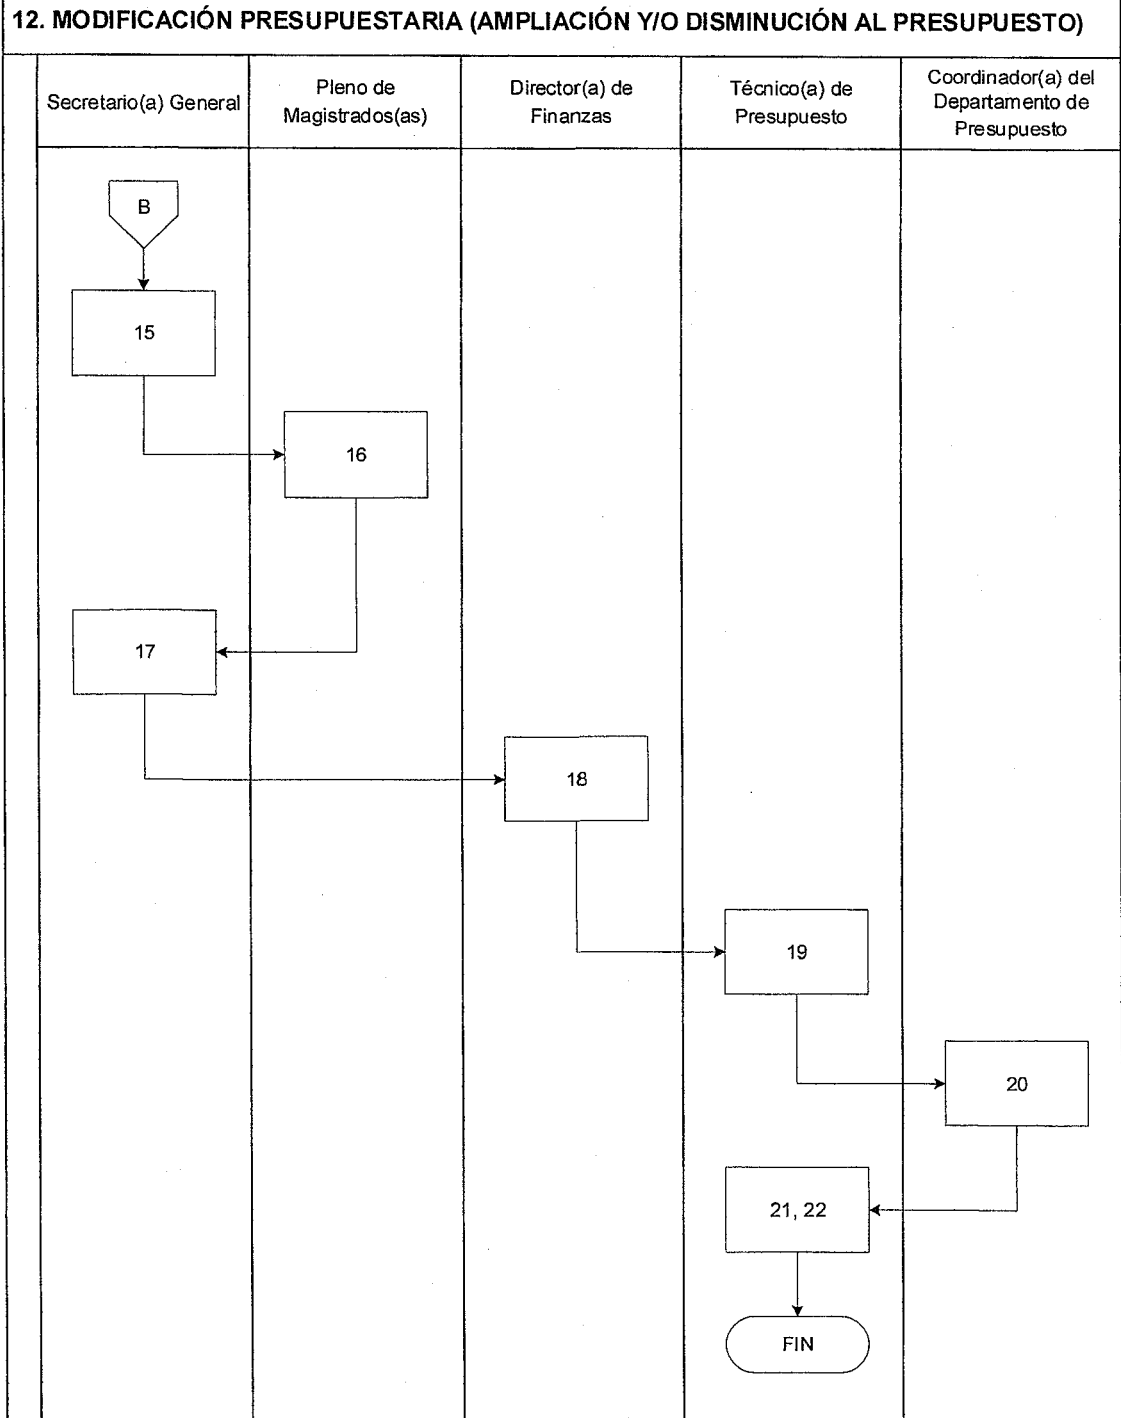 12. MODIFICACIÓN PRESUPUESTARIA (AMPLIACIÓN Y/O DISMINUCIÓN AL PRESUPUESTO)
Secretario(a) General
Pleno de
Magistrados(as)
Director(a) de
Finanzas
Técnico(a) de
Presupuesto
Coordinador(a) del
Departamento de
Presupuesto
B
15
16
17
18
19
20
21, 22
FIN